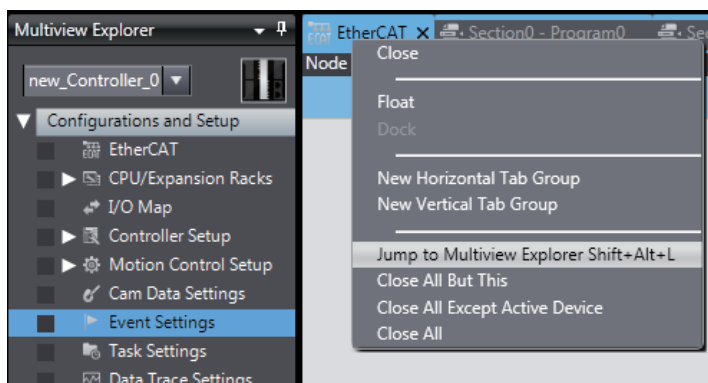 Multiview Explorer
new_Controller_0
Configurations and Setup
EtherCAT
CPU/Expansion Racks
I/O Map
Controller Setup
Motion Control Setup
Cam Data Settings
Event Settings
Task Settings
Data Trace Settings
EtherCAT
Section0 - Program0
Node
Close
Float
Dock
New Horizontal Tab Group
New Vertical Tab Group
Jump to Multiview Explorer Shift+Alt+L
Close All But This
Close All Except Active Device
Close All